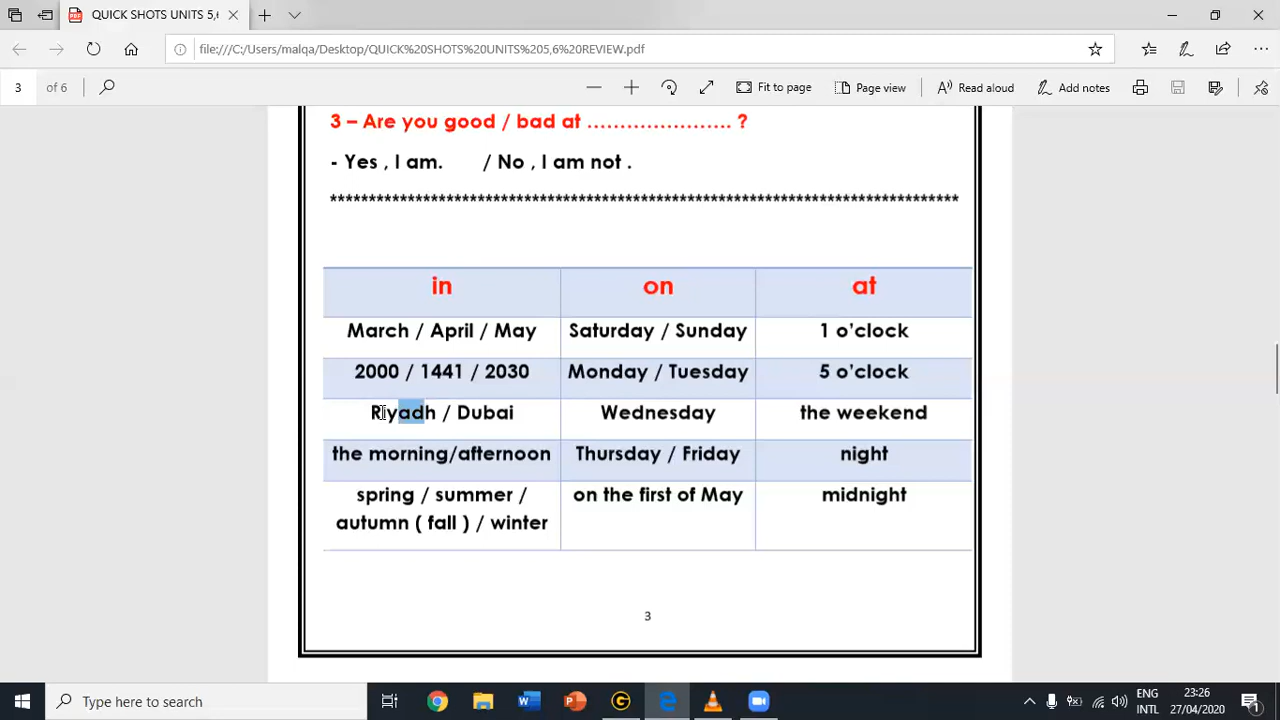 QUICK SHOTS UNITS 5,6
file:///C:/Users/malqa/Desktop/QUICK%20SHOTS%20UNITS%205,6%20REVIEW.pdf
3 of 6
Fit to page
Page view
Read aloud
Add notes
3 – Are you good / bad at …………………. ?
- Yes , I am. / No , I am not .
**********************************************************************************
in on at
March / April / May Saturday / Sunday 1 o’clock
2000 / 1441 / 2030 Monday / Tuesday 5 o’clock
Riyadh / Dubai Wednesday the weekend
the morning/afternoon Thursday / Friday night
spring / summer / on the first of May midnight
autumn ( fall ) / winter
3
Type here to search
ENG 23:26
INTL 27/04/2020
1